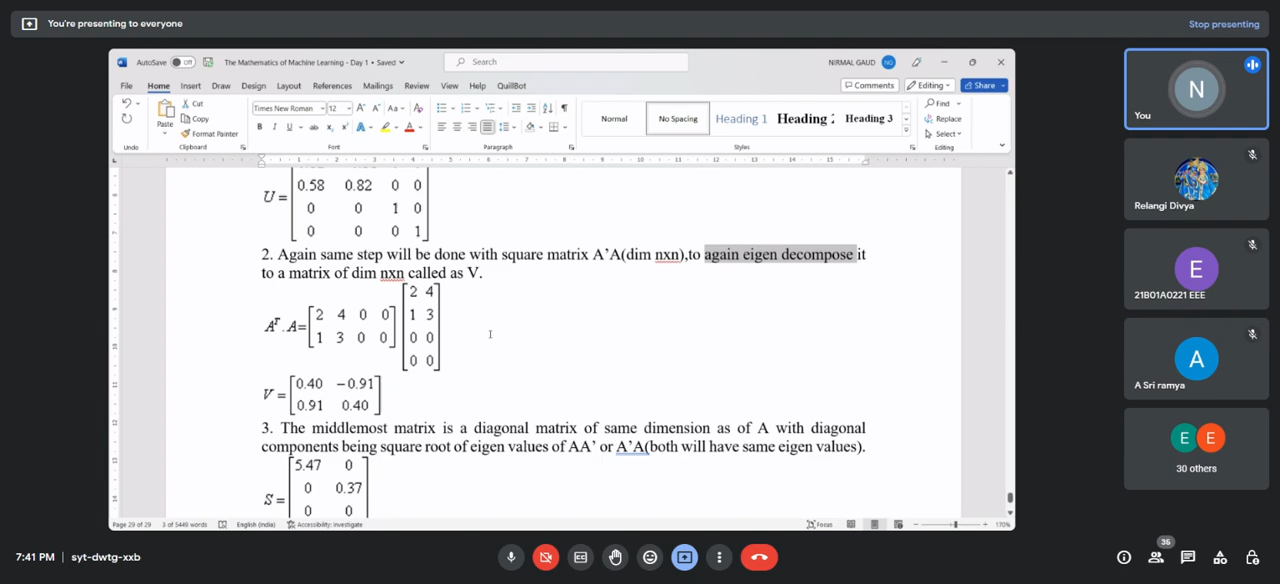 You're presenting to everyone
Stop presenting
AutoSave Off The Mathematics of Machine Learning - Day 1 • Saved
Search
NIRMAL GAUD NG
File Home Insert Draw Design Layout References Mailings Review View Help QuillBot
Comments Editing Share
Undo
Paste
Cut
Copy
Format Painter
Clipboard
Times New Roman 12
Font
Paragraph
Normal No Spacing Heading 1 Heading 2 Heading 3
Styles
Find
Replace
Select
Editing
U =
0.58 0.82 0 0
0 0 1 0
0 0 0 1
2. Again same step will be done with square matrix A’A(dim nxn),to again eigen decompose it
to a matrix of dim nxn called as V.
Aᵀ . A=
2 4 0 0
1 3 0 0
2 4
1 3
0 0
0 0
V =
0.40 −0.91
0.91 0.40
3. The middlemost matrix is a diagonal matrix of same dimension as of A with diagonal
components being square root of eigen values of AA’ or A’A(both will have same eigen values).
S =
5.47 0
0 0.37
0 0
Page 29 of 29 3 of 5449 words English (India) Accessibility: Investigate
Focus 170%
N
You
Relangi Divya
E
21B01A0221 EEE
A
A Sri ramya
E E
30 others
7:41 PM | syt-dwtg-xxb
35